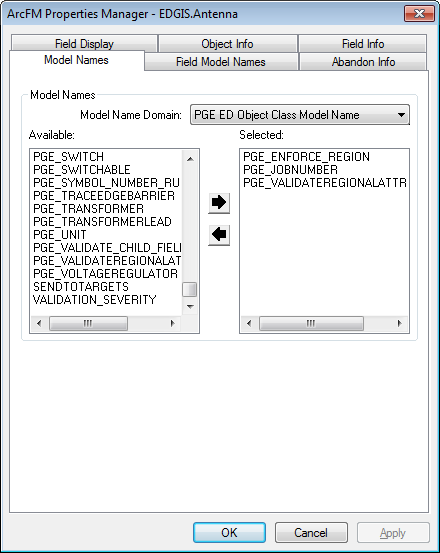 ArcFM Properties Manager - EDGIS.Antenna
Field Display Object Info Field Info
Model Names Field Model Names Abandon Info
Model Names
Model Name Domain: PGE ED Object Class Model Name
Available:
PGE_SWITCH
PGE_SWITCHABLE
PGE_SYMBOL_NUMBER_RU
PGE_TRACEEDGEBARRIER
PGE_TRANSFORMER
PGE_TRANSFORMERLEAD
PGE_UNIT
PGE_VALIDATE_CHILD_FIEL
PGE_VALIDATEREGIONALAT
PGE_VOLTAGEREGULATOR
SENDTOTARGETS
VALIDATION_SEVERITY
Selected:
PGE_ENFORCE_REGION
PGE_JOBNUMBER
PGE_VALIDATEREGIONALATTR
OK Cancel Apply